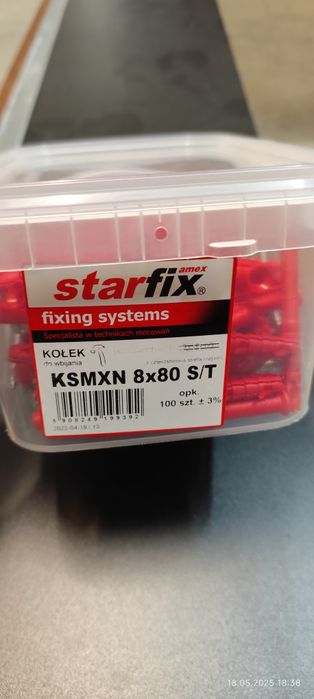 amex
starfix®
fixing systems
Specjalista w technikach mocowań
KOŁEK
do wbijania
KSMXN 8x80 S/T
opk.
100 szt. ± 3%
5906249199392
2022-04-19 / 13
18.05.2025 18:38